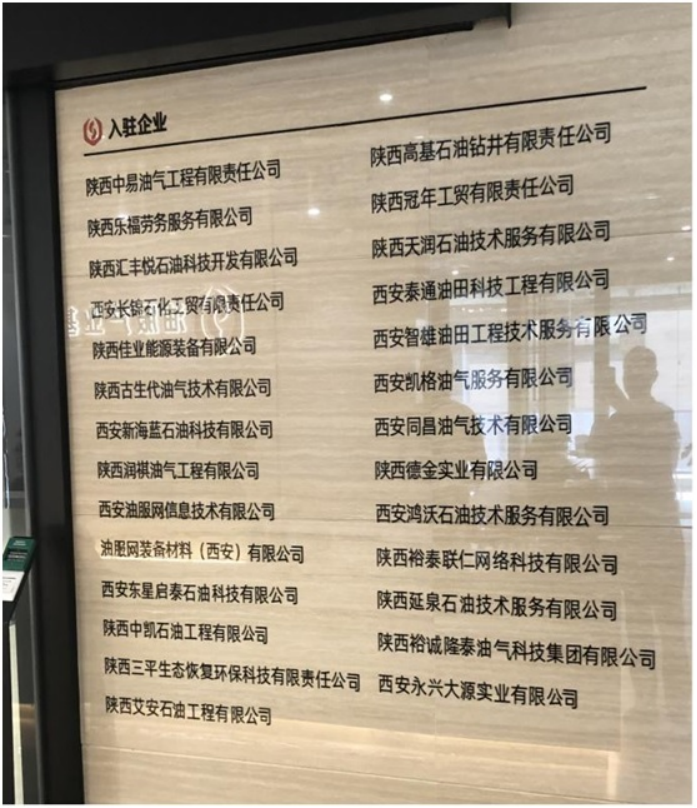 入驻企业
陕西中易油气工程有限责任公司
陕西乐福劳务服务有限公司
陕西汇丰悦石油科技开发有限公司
西安长锦石化工贸有限责任公司
陕西佳业能源装备有限公司
陕西古生代油气技术有限公司
西安新海蓝石油科技有限公司
陕西润祺油气工程有限公司
西安油服网信息技术有限公司
油服网装备材料（西安）有限公司
西安东星启泰石油科技有限公司
陕西中凯石油工程有限公司
陕西三平生态恢复环保科技有限责任公司
陕西艾安石油工程有限公司
陕西高基石油钻井有限责任公司
陕西冠年工贸有限责任公司
陕西天润石油技术服务有限公司
西安泰通油田科技工程有限公司
西安智雄油田工程技术服务有限公司
西安凯格油气服务有限公司
西安同昌油气技术有限公司
陕西德金实业有限公司
西安鸿沃石油技术服务有限公司
陕西裕泰联仁网络科技有限公司
陕西延泉石油技术服务有限公司
陕西裕诚隆泰油气科技集团有限公司
西安永兴大源实业有限公司